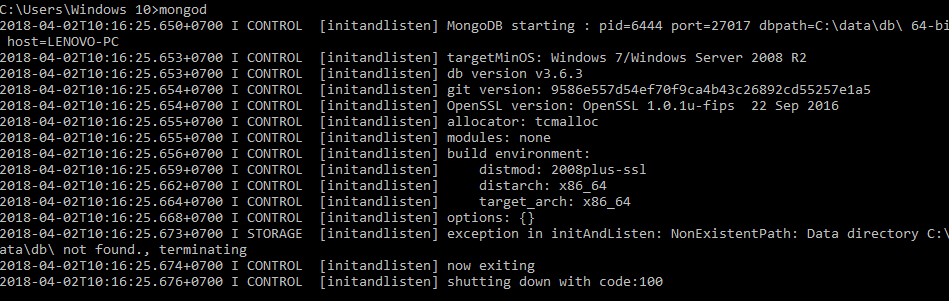 C:\Users\Windows 10>mongod
2018-04-02T10:16:25.650+0700 I CONTROL  [initandlisten] MongoDB starting : pid=6444 port=27017 dbpath=C:\data\db\ 64-bi
 host=LENOVO-PC
2018-04-02T10:16:25.653+0700 I CONTROL  [initandlisten] targetMinOS: Windows 7/Windows Server 2008 R2
2018-04-02T10:16:25.653+0700 I CONTROL  [initandlisten] db version v3.6.3
2018-04-02T10:16:25.654+0700 I CONTROL  [initandlisten] git version: 9586e557d54ef70f9ca4b43c26892cd55257e1a5
2018-04-02T10:16:25.654+0700 I CONTROL  [initandlisten] OpenSSL version: OpenSSL 1.0.1u-fips  22 Sep 2016
2018-04-02T10:16:25.655+0700 I CONTROL  [initandlisten] allocator: tcmalloc
2018-04-02T10:16:25.655+0700 I CONTROL  [initandlisten] modules: none
2018-04-02T10:16:25.656+0700 I CONTROL  [initandlisten] build environment:
2018-04-02T10:16:25.659+0700 I CONTROL  [initandlisten]     distmod: 2008plus-ssl
2018-04-02T10:16:25.662+0700 I CONTROL  [initandlisten]     distarch: x86_64
2018-04-02T10:16:25.664+0700 I CONTROL  [initandlisten]     target_arch: x86_64
2018-04-02T10:16:25.668+0700 I CONTROL  [initandlisten] options: {}
2018-04-02T10:16:25.673+0700 I STORAGE  [initandlisten] exception in initAndListen: NonExistentPath: Data directory C:\
ata\db\ not found., terminating
2018-04-02T10:16:25.674+0700 I CONTROL  [initandlisten] now exiting
2018-04-02T10:16:25.676+0700 I CONTROL  [initandlisten] shutting down with code:100